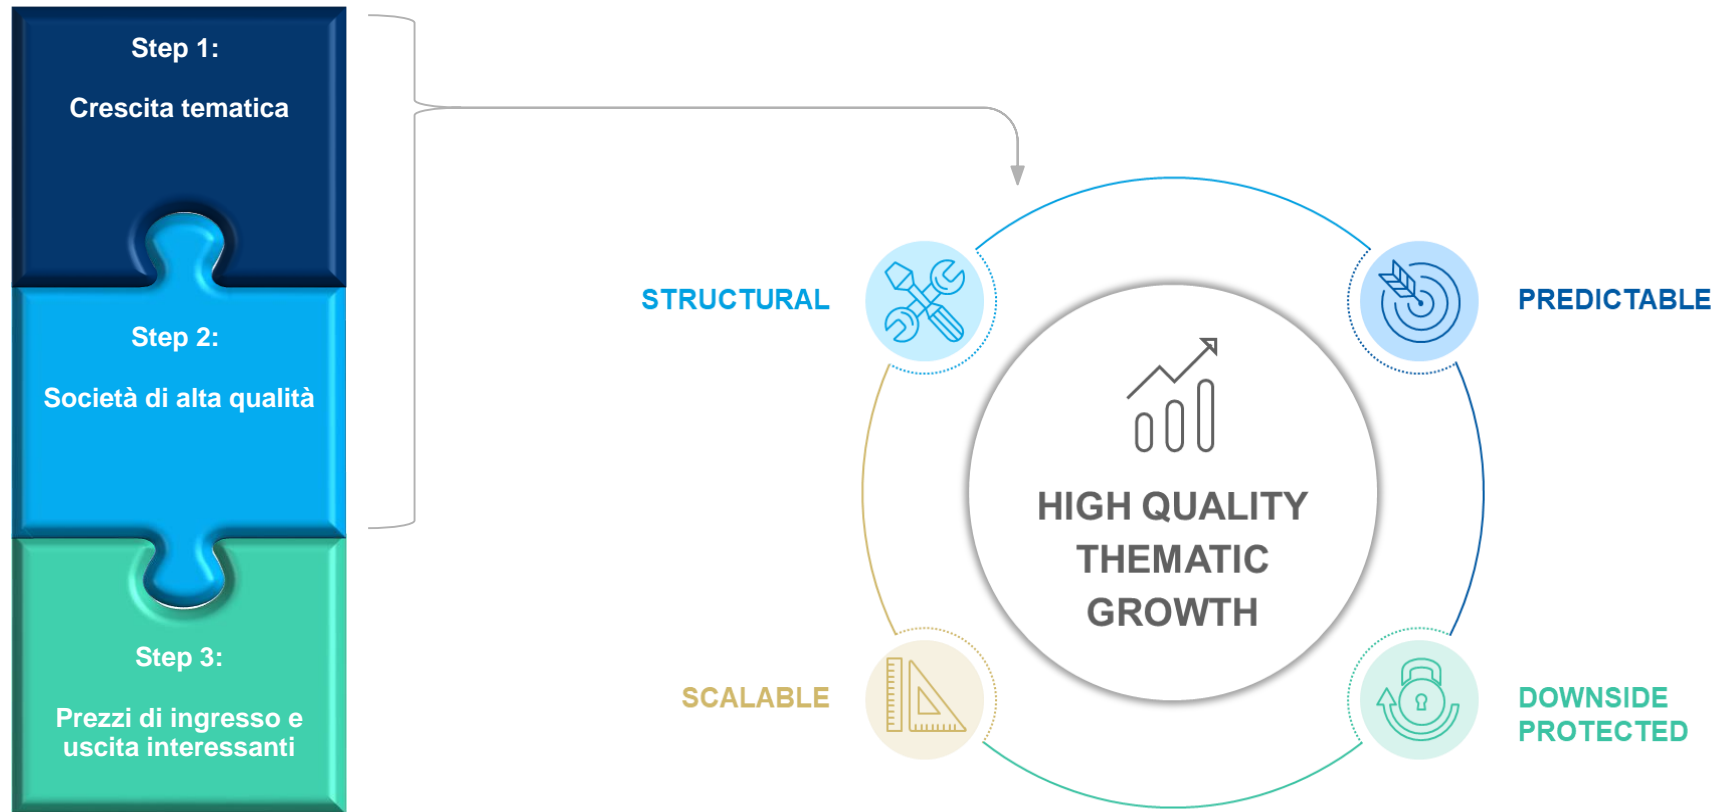 Step 1:
Crescita tematica
Step 2:
Società di alta qualità
Step 3:
Prezzi di ingresso e
uscita interessanti
STRUCTURAL
PREDICTABLE
HIGH QUALITY
THEMATIC
GROWTH
SCALABLE
DOWNSIDE
PROTECTED